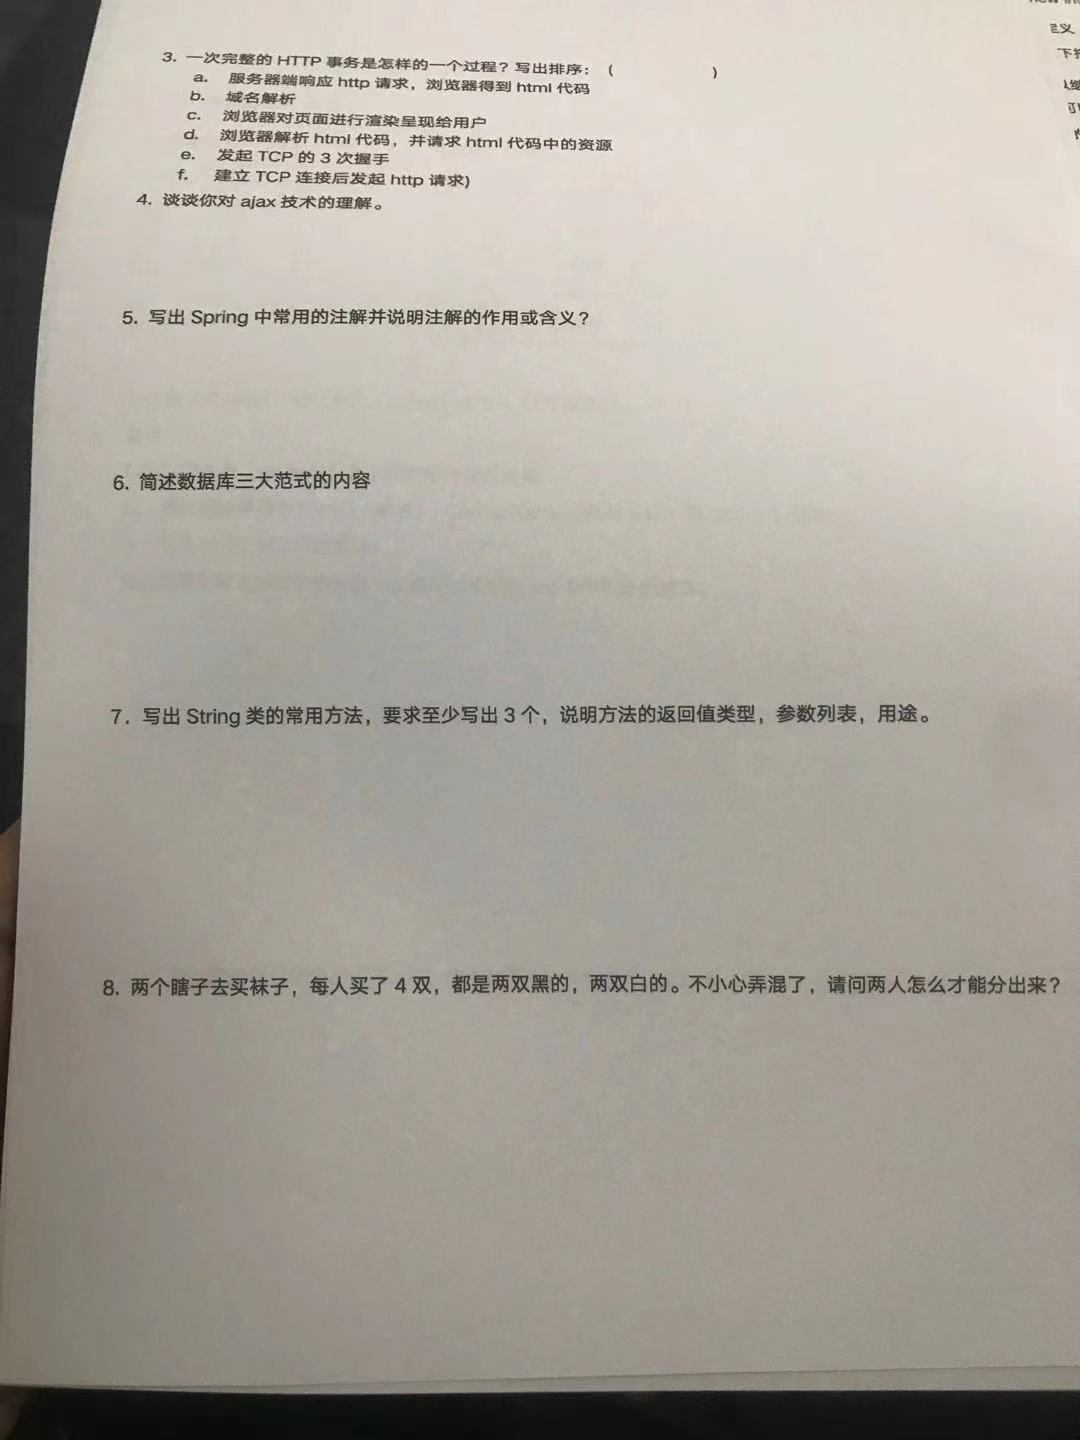 3. 一次完整的 HTTP 事务是怎样的一个过程？写出排序：（ ）
a. 服务器端响应 http 请求，浏览器得到 html 代码
b. 域名解析
c. 浏览器对页面进行渲染呈现给用户
d. 浏览器解析 html 代码，并请求 html 代码中的资源
e. 发起 TCP 的 3 次握手
f. 建立 TCP 连接后发起 http 请求)
4. 谈谈你对 ajax 技术的理解。
5. 写出 Spring 中常用的注解并说明注解的作用或含义？
6. 简述数据库三大范式的内容
7. 写出 String 类的常用方法，要求至少写出 3 个，说明方法的返回值类型，参数列表，用途。
8. 两个瞎子去买袜子，每人买了 4 双，都是两双黑的，两双白的。不小心弄混了，请问两人怎么才能分出来？